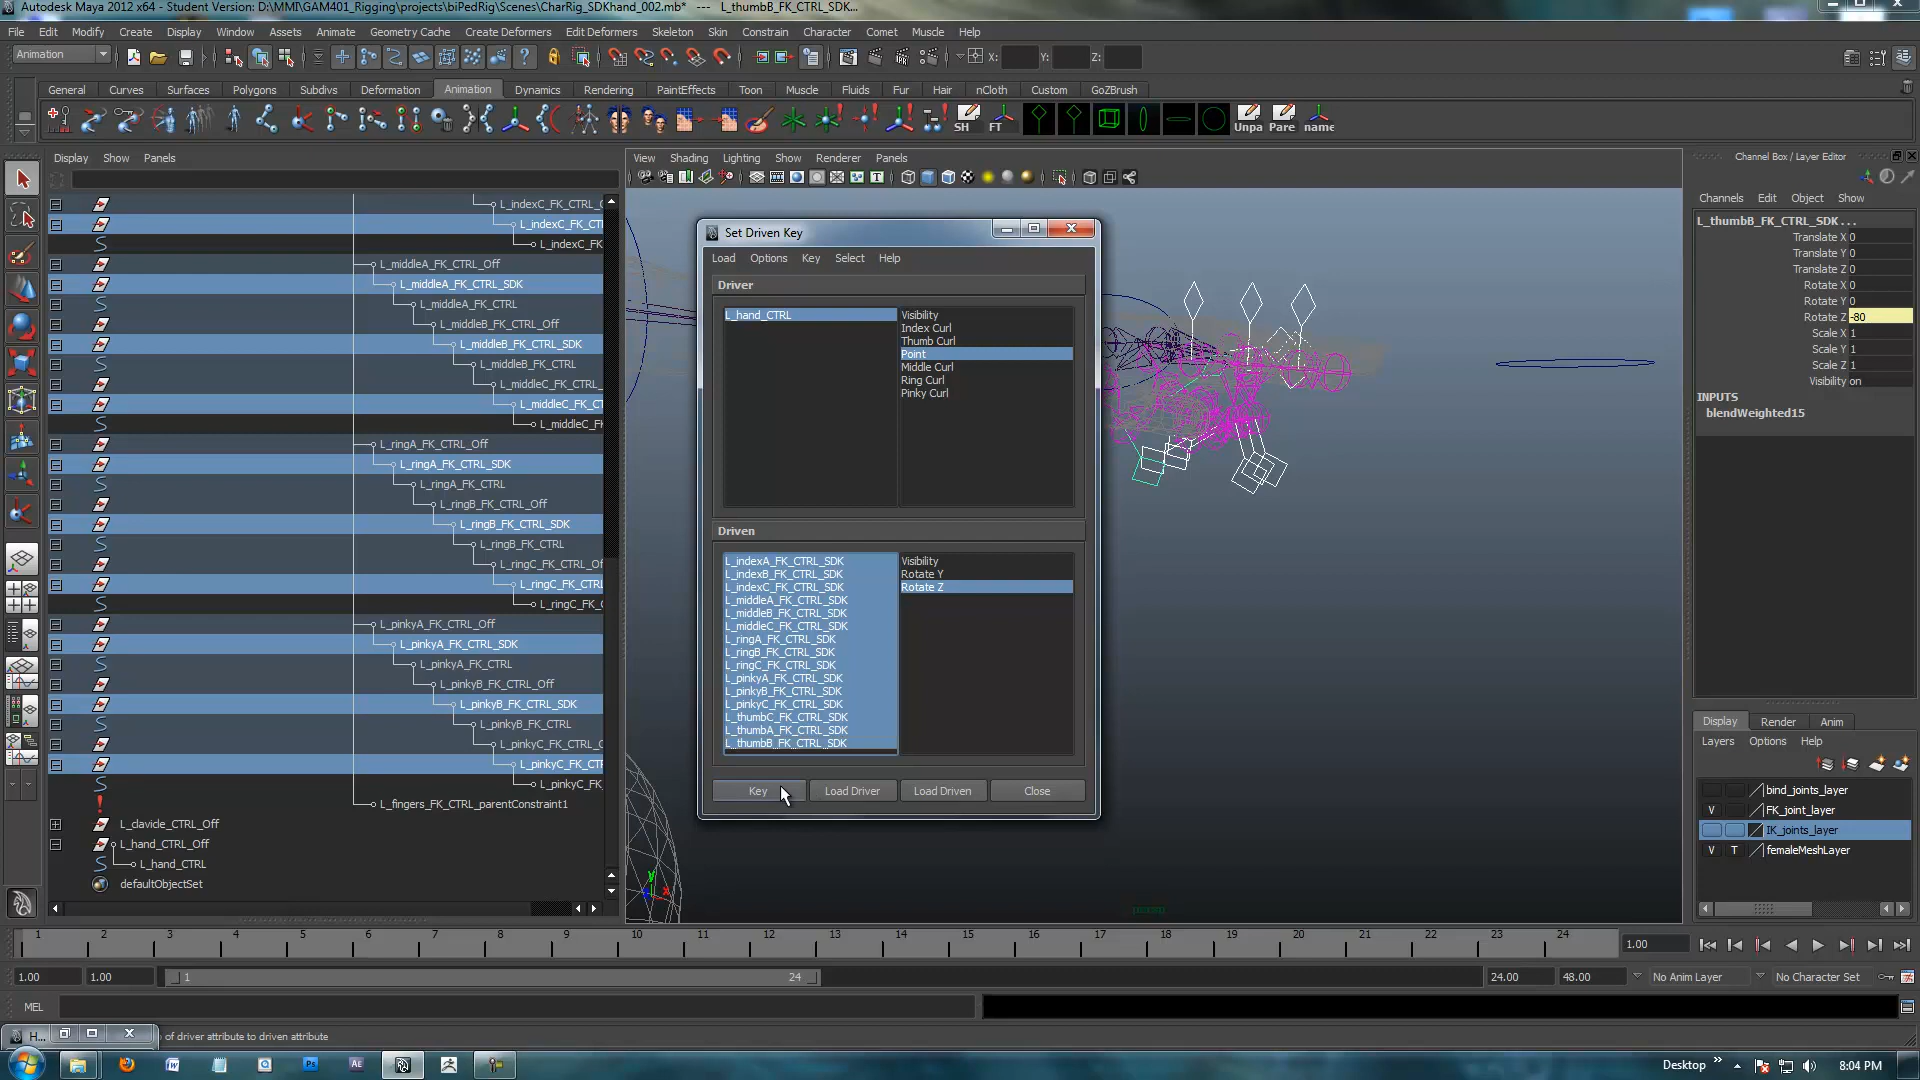 Autodesk Maya 2012 x64 - Student Version: D:\MMI\GAM401_Rigging\projects\biPedRig\Scenes\CharRig_SDKhand_002.mb* --- L_thumbB_FK_CTRL_SDK...
File Edit Modify Create Display Window Assets Animate Geometry Cache Create Deformers Edit Deformers Skeleton Skin Constrain Character Comet Muscle Help
Animation X: Y: Z:
General Curves Surfaces Polygons Subdivs Deformation Animation Dynamics Rendering PaintEffects Toon Muscle Fluids Fur Hair nCloth Custom GoZBrush
SH FT Unpa Pare name
Display Show Panels
View Shading Lighting Show Renderer Panels
Channel Box / Layer Editor
Channels Edit Object Show
L_indexC_FK_CTRL_
L_indexC_FK_CT
L_indexC_FK
L_middleA_FK_CTRL_Off
L_middleA_FK_CTRL_SDK
L_middleA_FK_CTRL
L_middleB_FK_CTRL_Off
L_middleB_FK_CTRL_SDK
L_middleB_FK_CTRL
L_middleC_FK_CTRL_
L_middleC_FK_CT
L_middleC_F
L_ringA_FK_CTRL_Off
L_ringA_FK_CTRL_SDK
L_ringA_FK_CTRL
L_ringB_FK_CTRL_Off
L_ringB_FK_CTRL_SDK
L_ringB_FK_CTRL
L_ringC_FK_CTRL_Of
L_ringC_FK_CTRL
L_ringC_FK_C
L_pinkyA_FK_CTRL_Off
L_pinkyA_FK_CTRL_SDK
L_pinkyA_FK_CTRL
L_pinkyB_FK_CTRL_Off
L_pinkyB_FK_CTRL_SDK
L_pinkyB_FK_CTRL
L_pinkyC_FK_CTRL_
L_pinkyC_FK_CT
L_pinkyC_FK
L_fingers_FK_CTRL_parentConstraint1
L_clavicle_CTRL_Off
L_hand_CTRL_Off
L_hand_CTRL
defaultObjectSet
Set Driven Key
Load Options Key Select Help
Driver
L_hand_CTRL
Visibility
Index Curl
Thumb Curl
Point
Middle Curl
Ring Curl
Pinky Curl
Driven
L_indexA_FK_CTRL_SDK
L_indexB_FK_CTRL_SDK
L_indexC_FK_CTRL_SDK
L_middleA_FK_CTRL_SDK
L_middleB_FK_CTRL_SDK
L_middleC_FK_CTRL_SDK
L_ringA_FK_CTRL_SDK
L_ringB_FK_CTRL_SDK
L_ringC_FK_CTRL_SDK
L_pinkyA_FK_CTRL_SDK
L_pinkyB_FK_CTRL_SDK
L_pinkyC_FK_CTRL_SDK
L_thumbC_FK_CTRL_SDK
L_thumbA_FK_CTRL_SDK
L_thumbB_FK_CTRL_SDK
Visibility
Rotate Y
Rotate Z
Key Load Driver Load Driven Close
y x
L_thumbB_FK_CTRL_SDK...
Translate X 0
Translate Y 0
Translate Z 0
Rotate X 0
Rotate Y 0
Rotate Z -80
Scale X 1
Scale Y 1
Scale Z 1
Visibility on
INPUTS
blendWeighted15
Display Render Anim
Layers Options Help
bind_joints_layer
V FK_joint_layer
IK_joints_layer
V T femaleMeshLayer
1 2 3 4 5 6 7 8 9 10 11 12 13 14 15 16 17 18 19 20 21 22 23 24 1.00
1.00 1.00 1 24 24.00 48.00 No Anim Layer No Character Set
MEL
H... of driver attribute to driven attribute
Desktop 8:04 PM